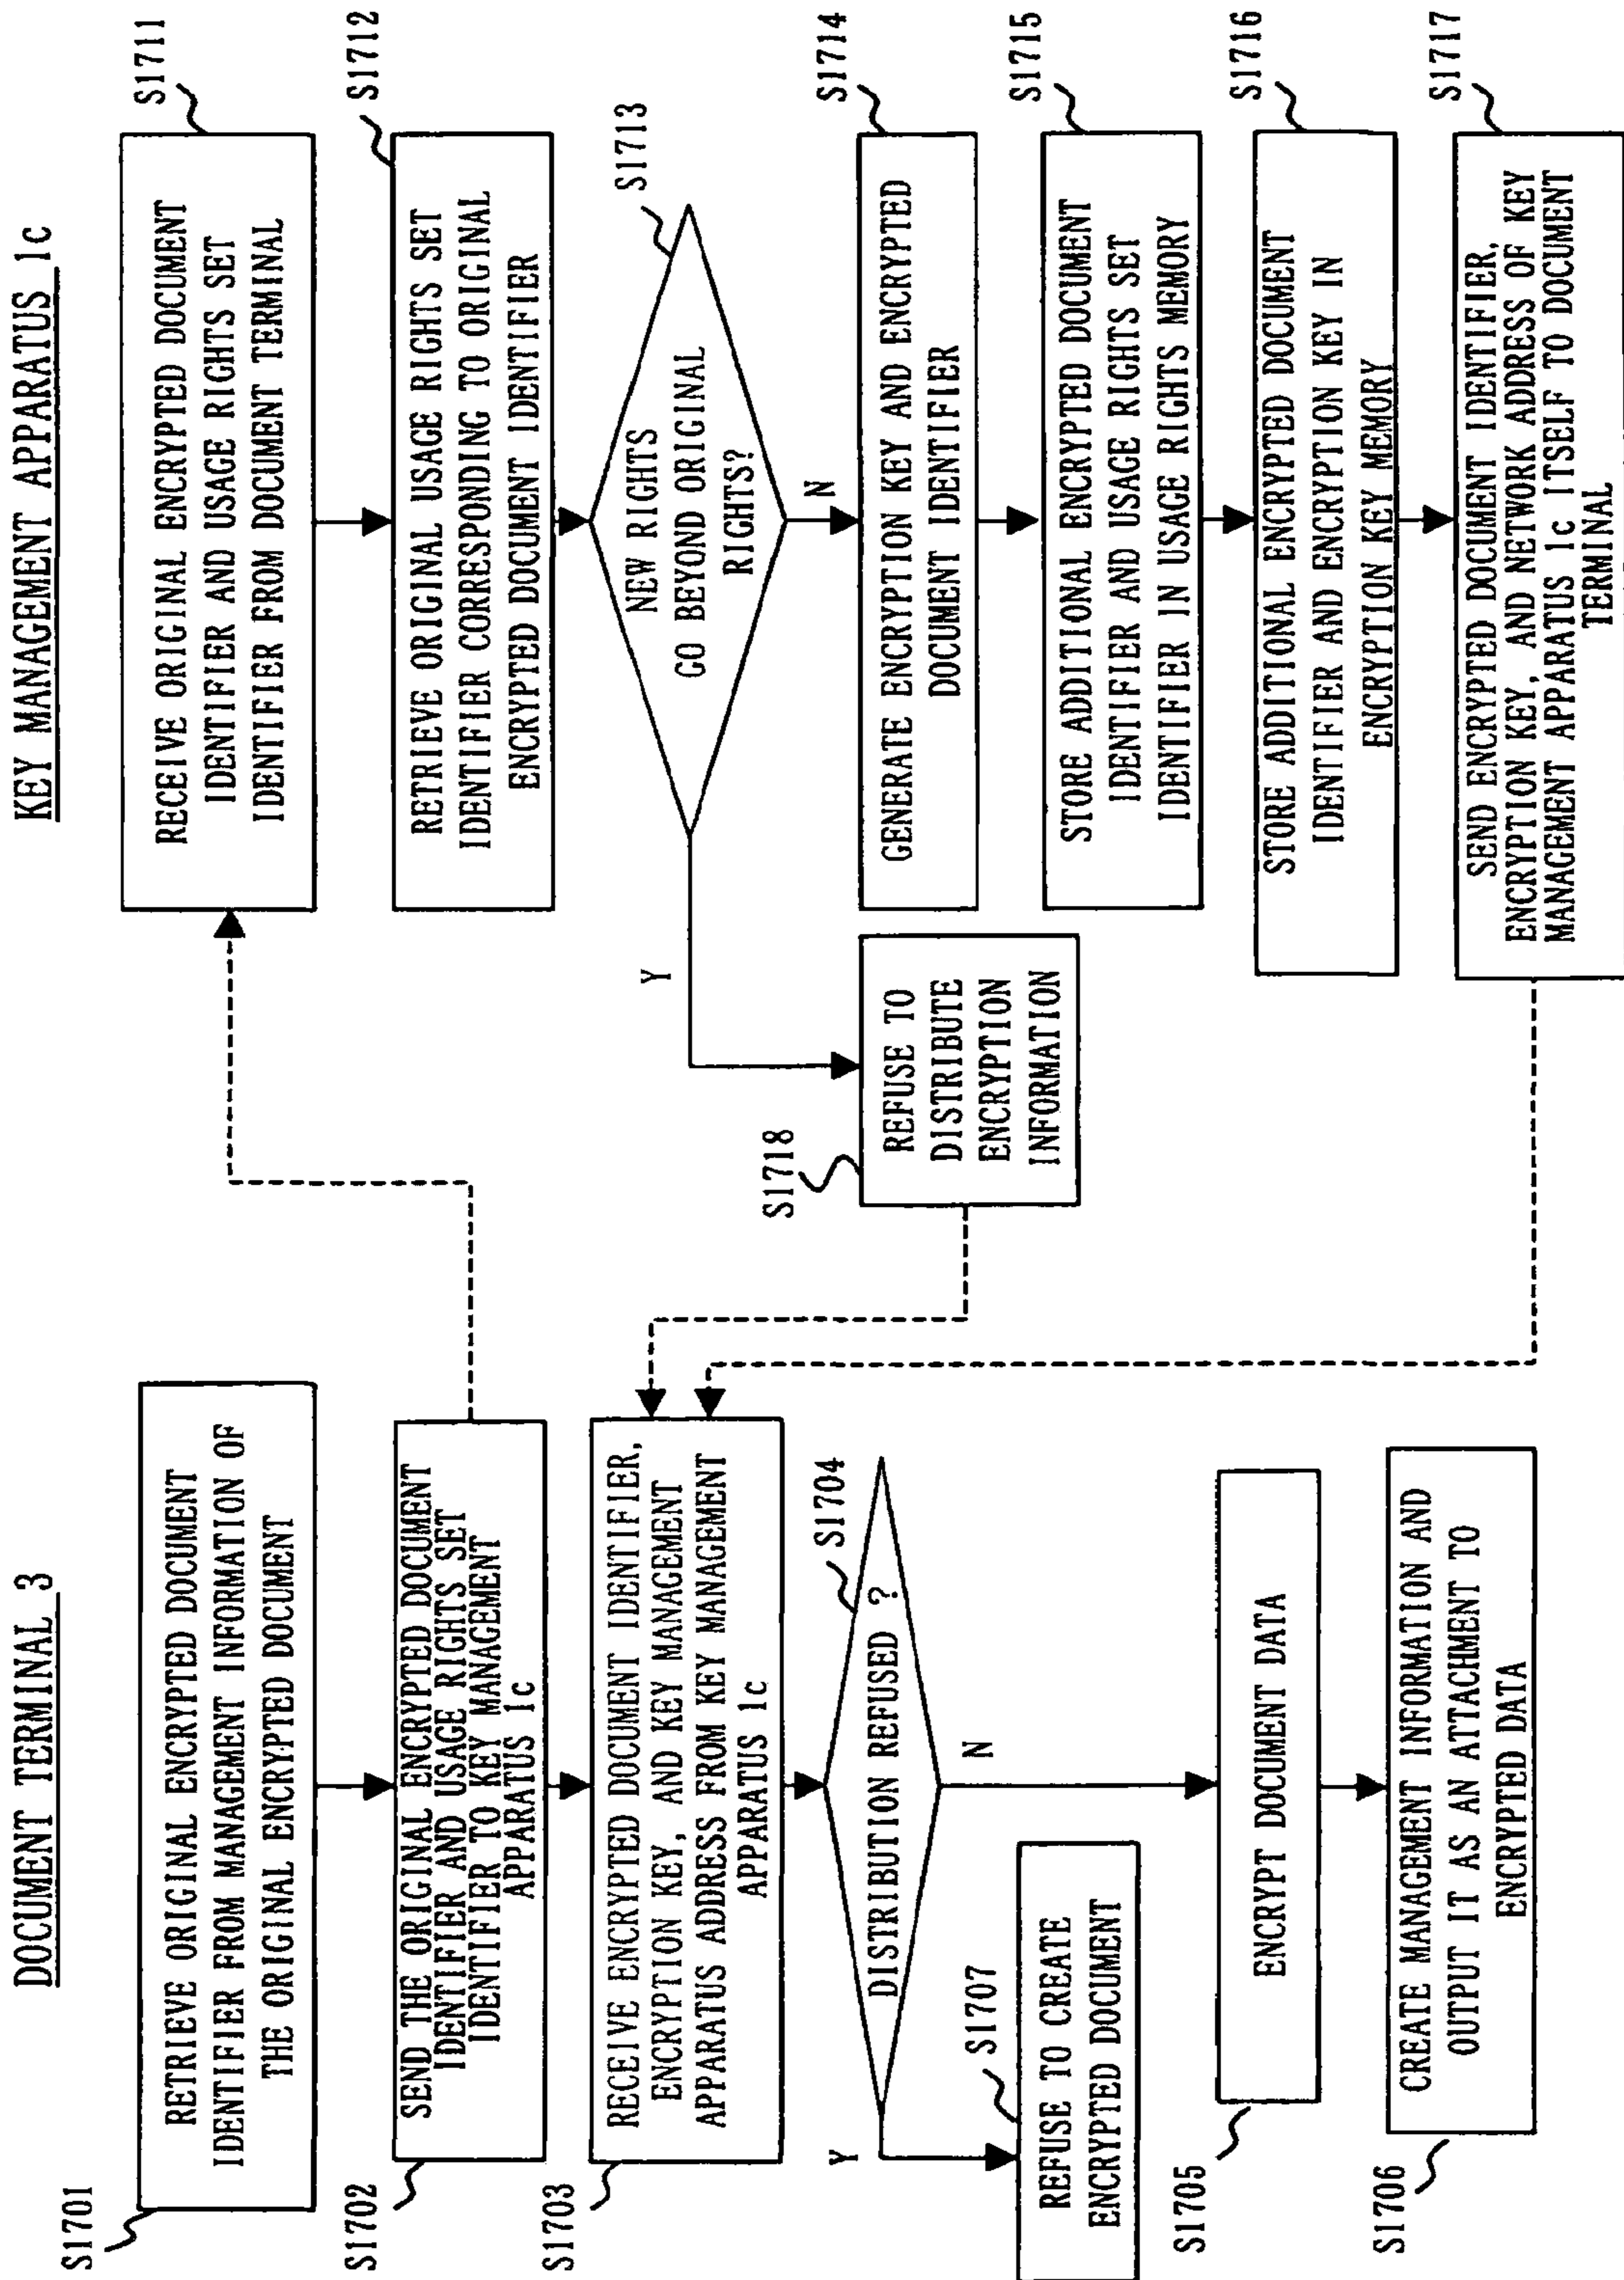 DOCUMENT TERMINAL 3
S1701
RETRIEVE ORIGINAL ENCRYPTED DOCUMENT
IDENTIFIER FROM MANAGEMENT INFORMATION OF
THE ORIGINAL ENCRYPTED DOCUMENT
S1702
SEND THE ORIGINAL ENCRYPTED DOCUMENT
IDENTIFIER AND USAGE RIGHTS SET
IDENTIFIER TO KEY MANAGEMENT
APPARATUS 1c
S1703
RECEIVE ENCRYPTED DOCUMENT IDENTIFIER,
ENCRYPTION KEY, AND KEY MANAGEMENT
APPARATUS ADDRESS FROM KEY MANAGEMENT
APPARATUS 1c
S1704
DISTRIBUTION REFUSED ?
Y
N
S1707
REFUSE TO CREATE
ENCRYPTED DOCUMENT
S1705
ENCRYPT DOCUMENT DATA
S1706
CREATE MANAGEMENT INFORMATION AND
OUTPUT IT AS AN ATTACHMENT TO
ENCRYPTED DATA
KEY MANAGEMENT APPARATUS 1c
S1711
RECEIVE ORIGINAL ENCRYPTED DOCUMENT
IDENTIFIER AND USAGE RIGHTS SET
IDENTIFIER FROM DOCUMENT TERMINAL
S1712
RETRIEVE ORIGINAL USAGE RIGHTS SET
IDENTIFIER CORRESPONDING TO ORIGINAL
ENCRYPTED DOCUMENT IDENTIFIER
S1713
NEW RIGHTS
GO BEYOND ORIGINAL
RIGHTS?
Y
N
S1718
REFUSE TO
DISTRIBUTE
ENCRYPTION
INFORMATION
S1714
GENERATE ENCRYPTION KEY AND ENCRYPTED
DOCUMENT IDENTIFIER
S1715
STORE ADDITIONAL ENCRYPTED DOCUMENT
IDENTIFIER AND USAGE RIGHTS SET
IDENTIFIER IN USAGE RIGHTS MEMORY
S1716
STORE ADDITIONAL ENCRYPTED DOCUMENT
IDENTIFIER AND ENCRYPTION KEY IN
ENCRYPTION KEY MEMORY
S1717
SEND ENCRYPTED DOCUMENT IDENTIFIER,
ENCRYPTION KEY, AND NETWORK ADDRESS OF KEY
MANAGEMENT APPARATUS 1c ITSELF TO DOCUMENT
TERMINAL